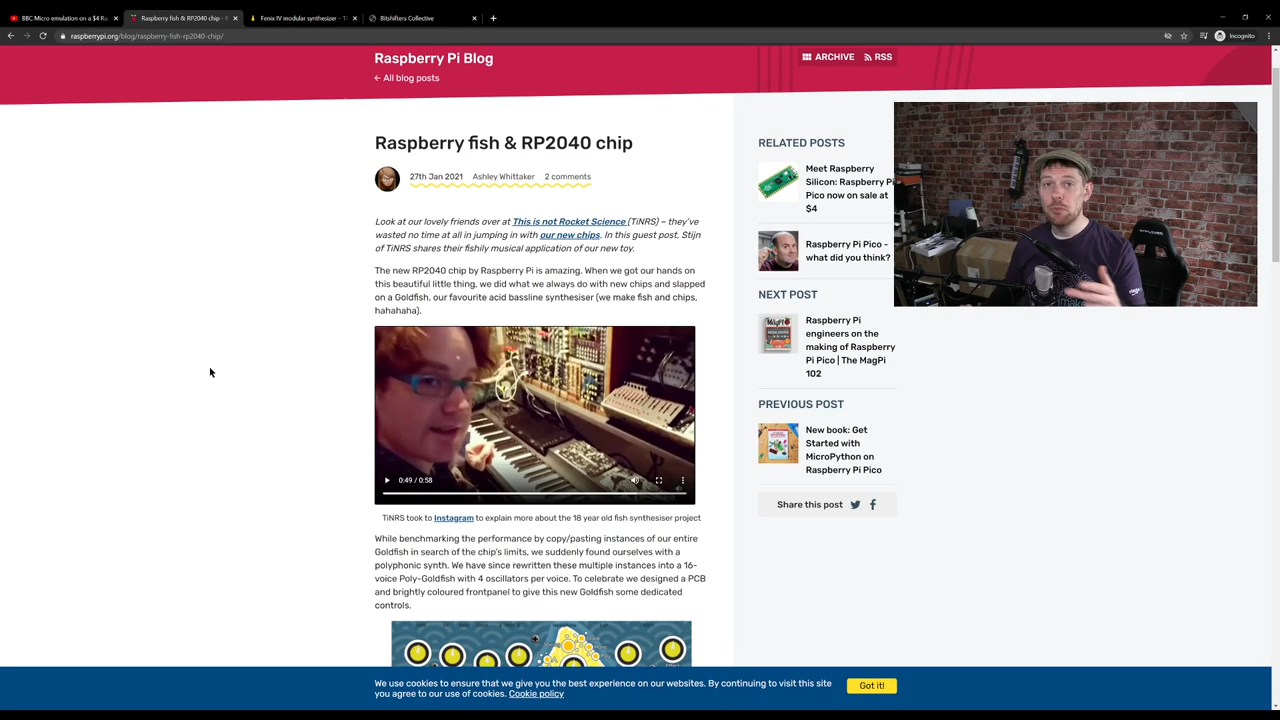 BBC Micro emulation on a $4 Ra
Raspberry fish & RP2040 chip -
Fenix IV modular synthesizer - Th
Bitshifters Collective
raspberrypi.org/blog/raspberry-fish-rp2040-chip/
Incognito
Raspberry Pi Blog
← All blog posts
ARCHIVE
RSS
Raspberry fish & RP2040 chip
27th Jan 2021 Ashley Whittaker 2 comments
Look at our lovely friends over at This is not Rocket Science (TiNRS) – they've
wasted no time at all in jumping in with our new chips. In this guest post, Stijn
of TiNRS shares their fishily musical application of our new toy.
The new RP2040 chip by Raspberry Pi is amazing. When we got our hands on
this beautiful little thing, we did what we always do with new chips and slapped
on a Goldfish, our favourite acid bassline synthesiser (we make fish and chips,
hahahaha).
0:49 / 0:58
TiNRS took to Instagram to explain more about the 18 year old fish synthesiser project
While benchmarking the performance by copy/pasting instances of our entire
Goldfish in search of the chip's limits, we suddenly found ourselves with a
polyphonic synth. We have since rewritten these multiple instances into a 16-
voice Poly-Goldfish with 4 oscillators per voice. To celebrate we designed a PCB
and brightly coloured frontpanel to give this new Goldfish some dedicated
controls.
RELATED POSTS
Meet Raspberry
Silicon: Raspberry Pi
Pico now on sale at
$4
Raspberry Pi Pico -
what did you think?
NEXT POST
Raspberry Pi
engineers on the
making of Raspberry
Pi Pico | The MagPi
102
PREVIOUS POST
New book: Get
Started with
MicroPython on
Raspberry Pi Pico
Share this post
We use cookies to ensure that we give you the best experience on our websites. By continuing to visit this site
you agree to our use of cookies. Cookie policy
Got it!